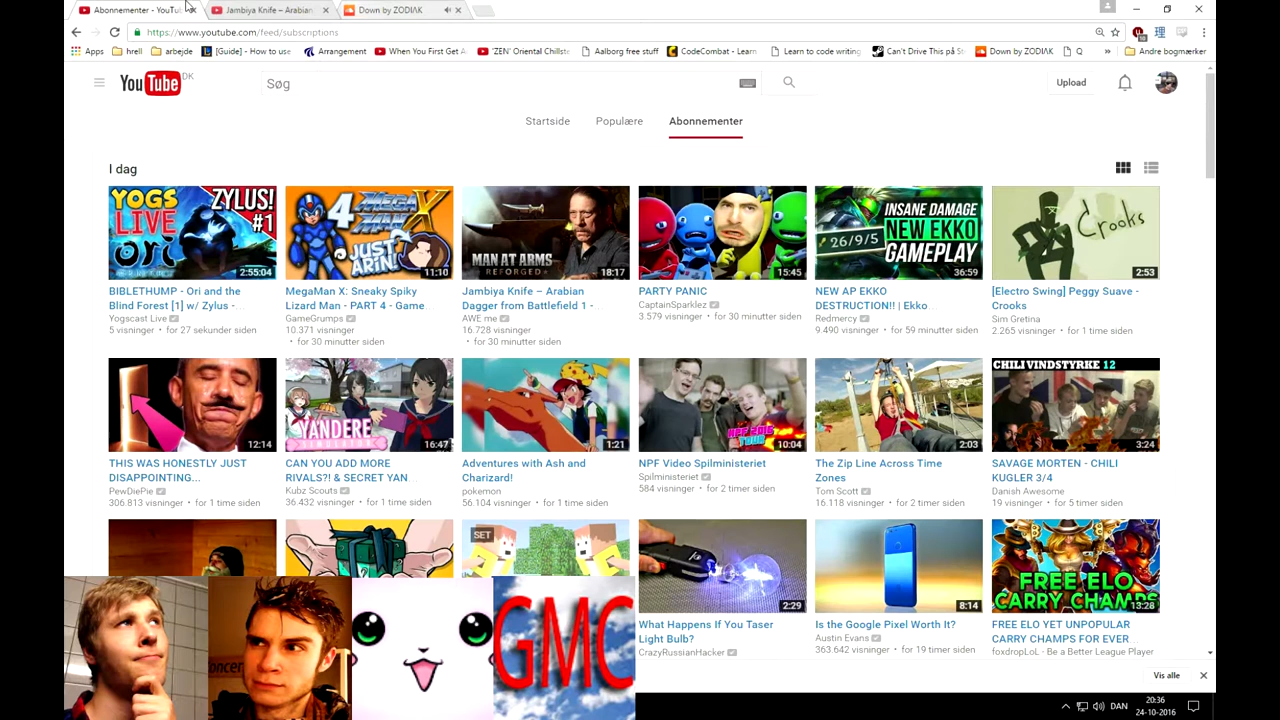 Abonnementer - YouTu
Jambiya Knife – Arabian
Down by ZODIΛK
https://www.youtube.com/feed/subscriptions
Apps
hrell
arbejde
[Guide] - How to use
Arrangement
When You First Get A
'ZEN' Oriental Chillste
Aalborg free stuff
CodeCombat - Learn
Learn to code writing
Can't Drive This på St
Down by ZODIΛK
Q
»
Andre bogmærker
YouTube DK
Søg
Upload
Startside
Populære
Abonnementer
I dag
YOGS LIVE Ori
ZYLUS! #1
2:55:04
4 MEGA MAN X
JUST ARIN!
11:10
MAN AT ARMS
REFORGED
18:17
15:45
INSANE DAMAGE
NEW EKKO
26/9/5
GAMEPLAY
36:59
Crooks
2:53
BIBLETHUMP - Ori and the
Blind Forest [1] w/ Zylus -
Yogscast Live
5 visninger • for 27 sekunder siden
MegaMan X: Sneaky Spiky
Lizard Man - PART 4 - Game
GameGrumps
10.371 visninger
• for 30 minutter siden
Jambiya Knife – Arabian
Dagger from Battlefield 1 -
AWE me
16.728 visninger
• for 30 minutter siden
PARTY PANIC
CaptainSparklez
3.579 visninger • for 30 minutter siden
NEW AP EKKO
DESTRUCTION!! | Ekko
Redmercy
9.490 visninger • for 59 minutter siden
[Electro Swing] Peggy Suave -
Crooks
Sim Gretina
2.265 visninger • for 1 time siden
12:14
YANDERE
SIMULATOR
16:47
1:21
NPF 2016
TOUR
10:04
2:03
CHILI VINDSTYRKE 12
3:24
THIS WAS HONESTLY JUST
DISAPPOINTING...
PewDiePie
306.813 visninger • for 1 time siden
CAN YOU ADD MORE
RIVALS?! & SECRET YAN...
Kubz Scouts
36.432 visninger • for 1 time siden
Adventures with Ash and
Charizard!
pokemon
56.104 visninger • for 1 time siden
NPF Video Spilministeriet
Spilministeriet
584 visninger • for 2 timer siden
The Zip Line Across Time
Zones
Tom Scott
16.118 visninger • for 2 timer siden
SAVAGE MORTEN - CHILI
KUGLER 3/4
Danish Awesome
19 visninger • for 5 timer siden
SET
2:29
8:14
FREE ELO
CARRY CHAMPS
13:28
What Happens If You Taser
Light Bulb?
CrazyRussianHacker
Is the Google Pixel Worth It?
Austin Evans
363.642 visninger • for 19 timer siden
FREE ELO YET UNPOPULAR
CARRY CHAMPS FOR EVER...
foxdropLoL - Be a Better League Player
GMC
Vis alle
DAN
20:36
24-10-2016